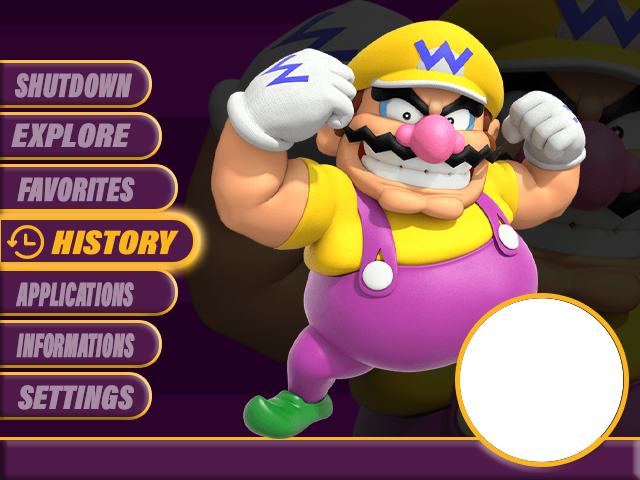 SHUTDOWN
EXPLORE
FAVORITES
HISTORY
APPLICATIONS
INFORMATIONS
SETTINGS
W
W